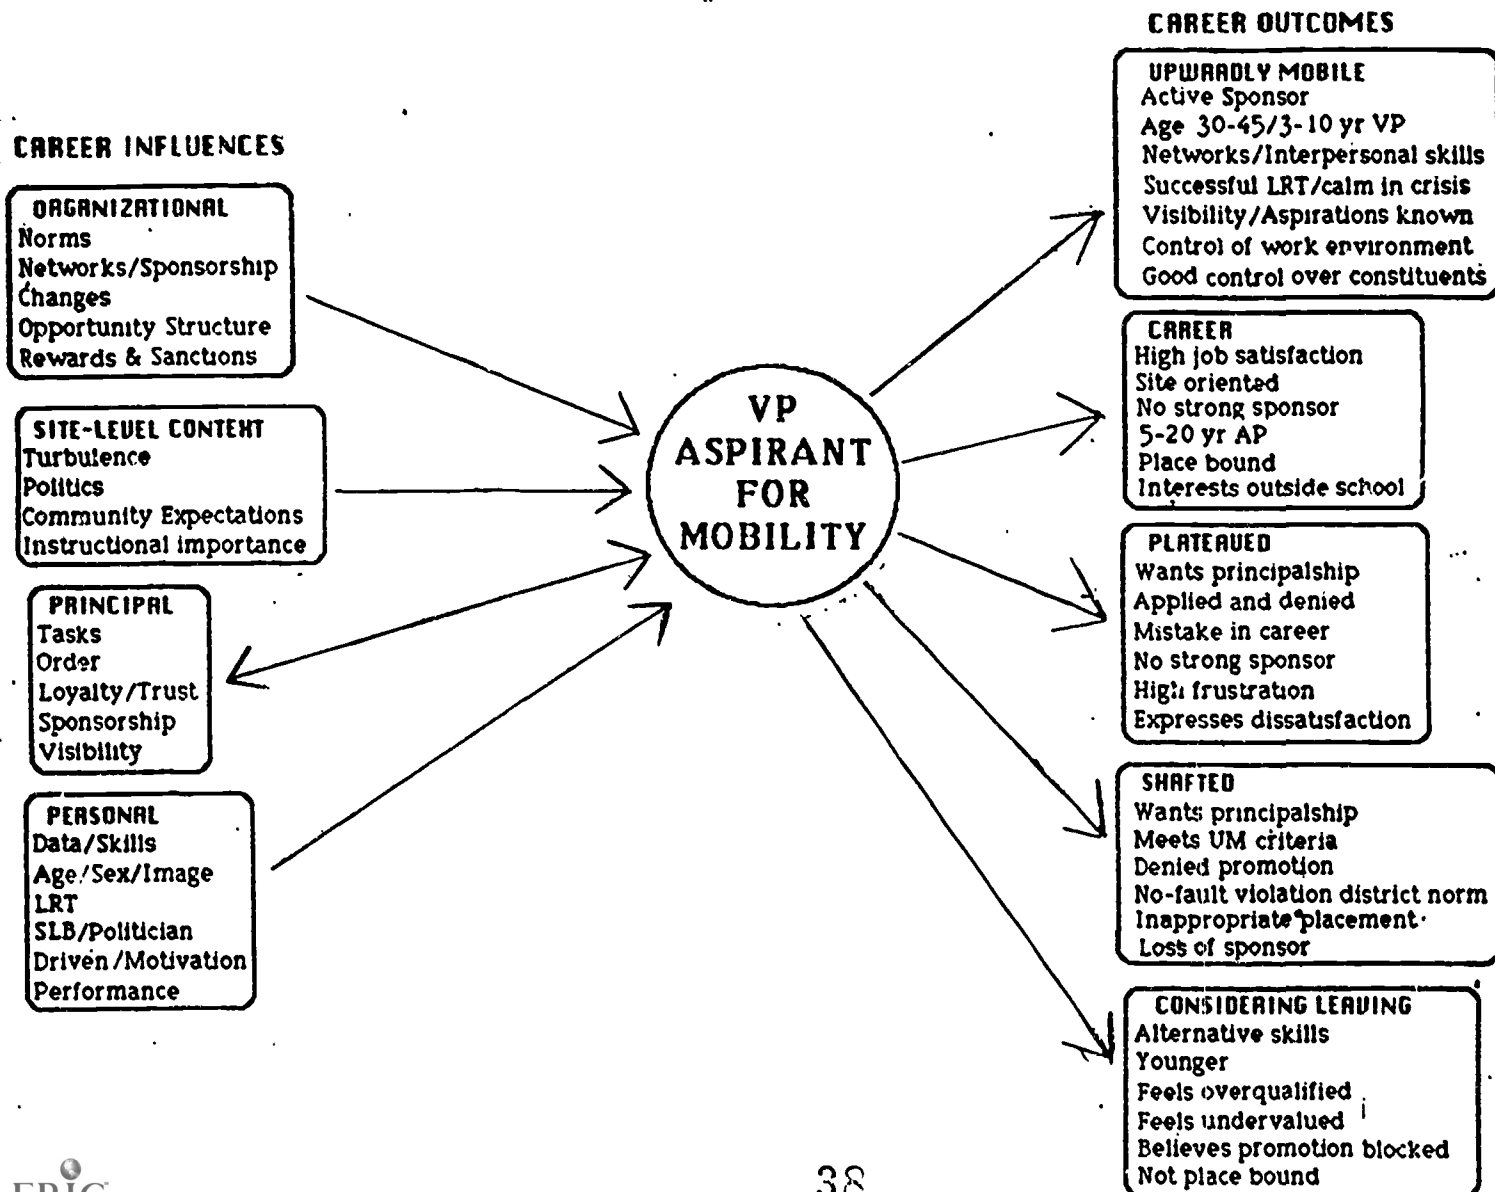 CAREER INFLUENCES
ORGANIZATIONAL
Norms
Networks/Sponsorship
Changes
Opportunity Structure
Rewards & Sanctions
SITE-LEVEL CONTEXT
Turbulence
Politics
Community Expectations
Instructional importance
PRINCIPAL
Tasks
Order
Loyalty/Trust
Sponsorship
Visibility
PERSONAL
Data/Skills
Age/Sex/Image
LRT
SLB/Politician
Driven/Motivation
Performance
VP
ASPIRANT
FOR
MOBILITY
CAREER OUTCOMES
UPWRADLY MOBILE
Active Sponsor
Age 30-45/3-10 yr VP
Networks/Interpersonal skills
Successful LRT/calm in crisis
Visibility/Aspirations known
Control of work environment
Good control over constituents
CAREER
High job satisfaction
Site oriented
No strong sponsor
5-20 yr AP
Place bound
Interests outside school
PLATEAUED
Wants principalship
Applied and denied
Mistake in career
No strong sponsor
High frustration
Expresses dissatisfaction
SHAFTED
Wants principalship
Meets UM criteria
Denied promotion
No-fault violation district norm
Inappropriate placement
Loss of sponsor
CONSIDERING LEAVING
Alternative skills
Younger
Feels overqualified
Feels undervalued
Believes promotion blocked
Not place bound
38
ERIC